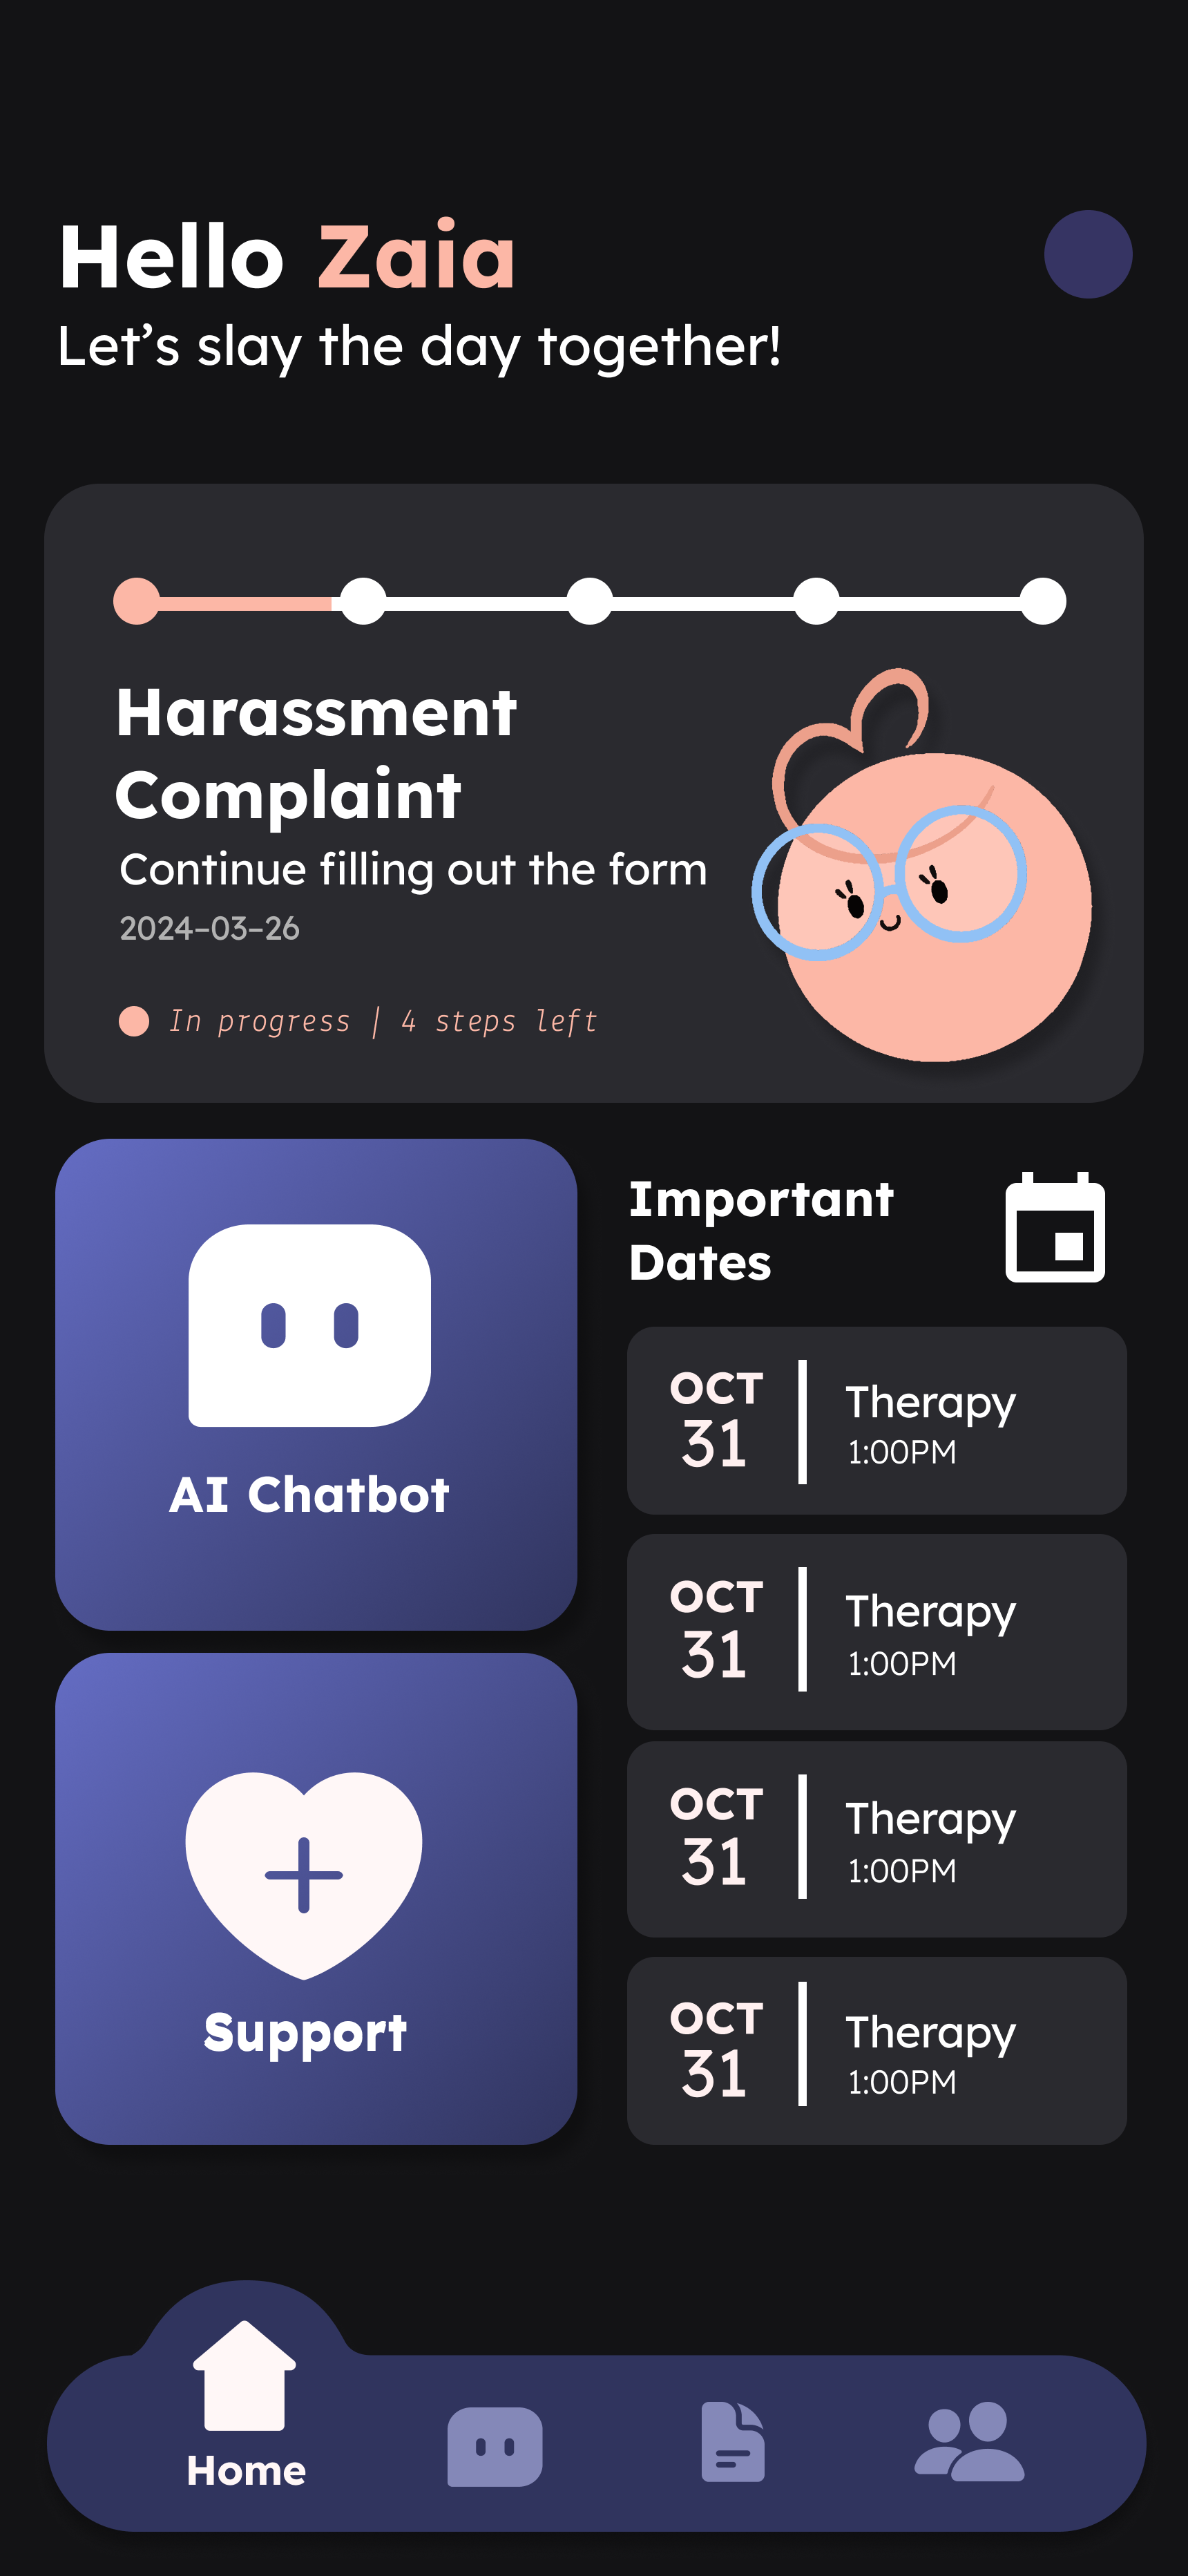 Hello Zaia
Let’s slay the day together!
Harassment
Complaint
Continue filling out the form
2024-03-26
In progress | 4 steps left
AI Chatbot
Support
Important
Dates
OCT
31
Therapy
1:00PM
OCT
31
Therapy
1:00PM
OCT
31
Therapy
1:00PM
OCT
31
Therapy
1:00PM
Home